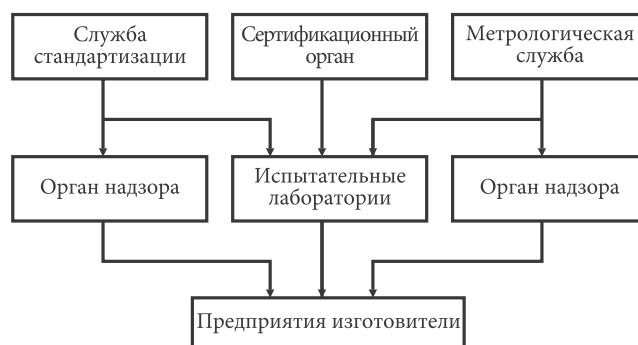 Служба
стандартизации
Сертификационный
орган
Метрологическая
служба
Орган надзора
Испытательные
лаборатории
Орган надзора
Предприятия изготовители